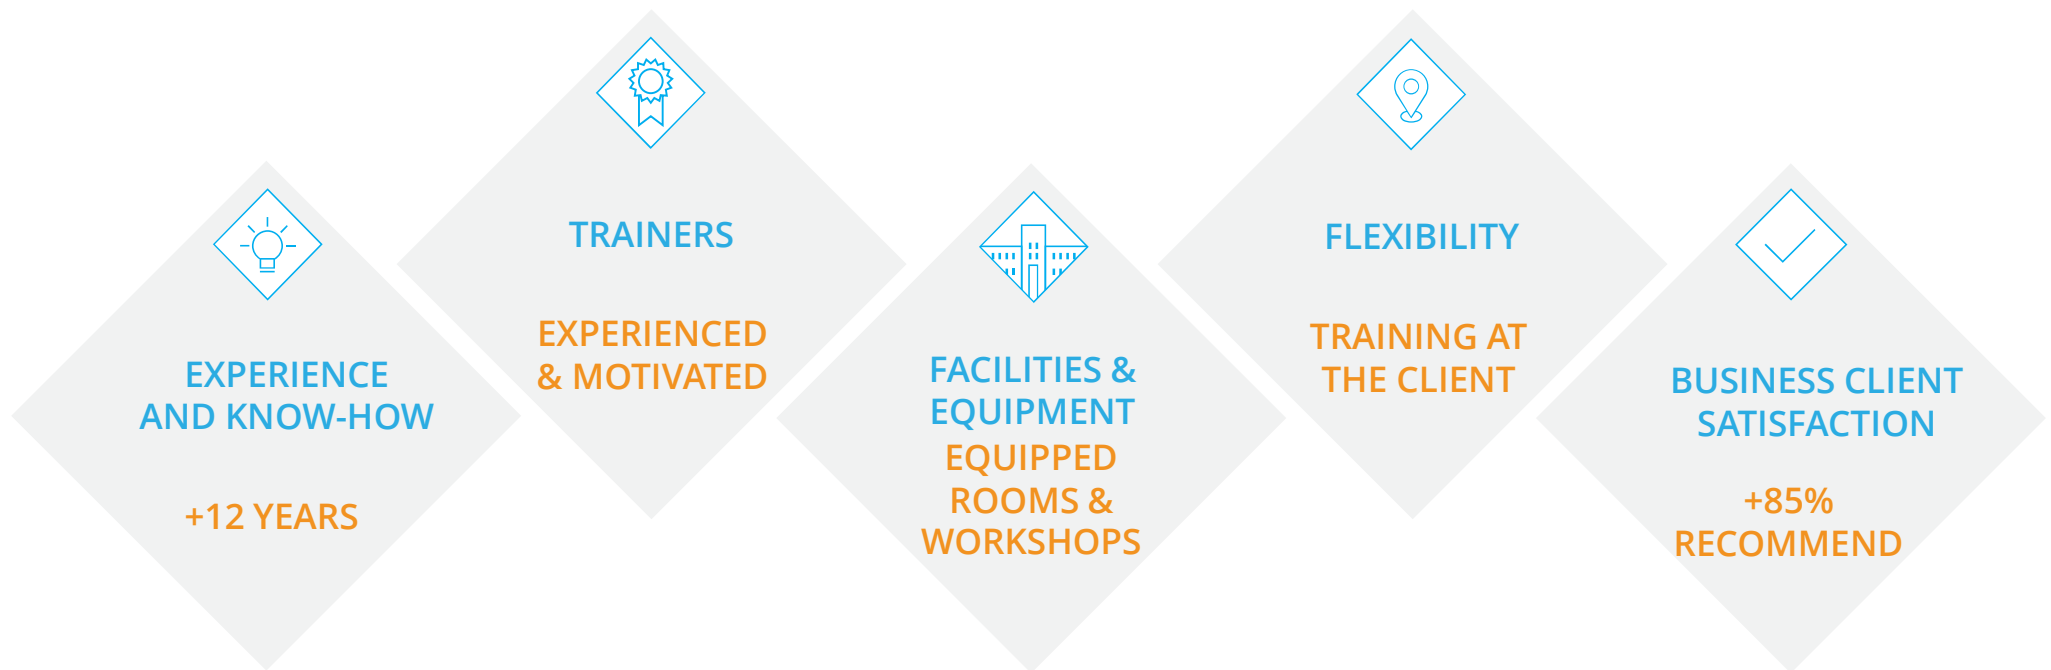 EXPERIENCE
AND KNOW-HOW
+12 YEARS
TRAINERS
EXPERIENCED
& MOTIVATED
FACILITIES &
EQUIPMENT
EQUIPPED
ROOMS &
WORKSHOPS
FLEXIBILITY
TRAINING AT
THE CLIENT
BUSINESS CLIENT
SATISFACTION
+85%
RECOMMEND